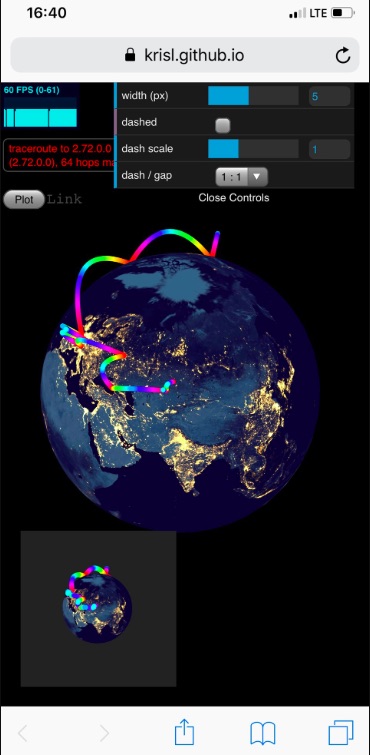 16:40
LTE
krisl.github.io
60 FPS (0-61)
width (px)
5
dashed
traceroute to 2.72.0.0
(2.72.0.0), 64 hops
dash scale
1
dash / gap
1 : 1
Plot
Link
Close Controls